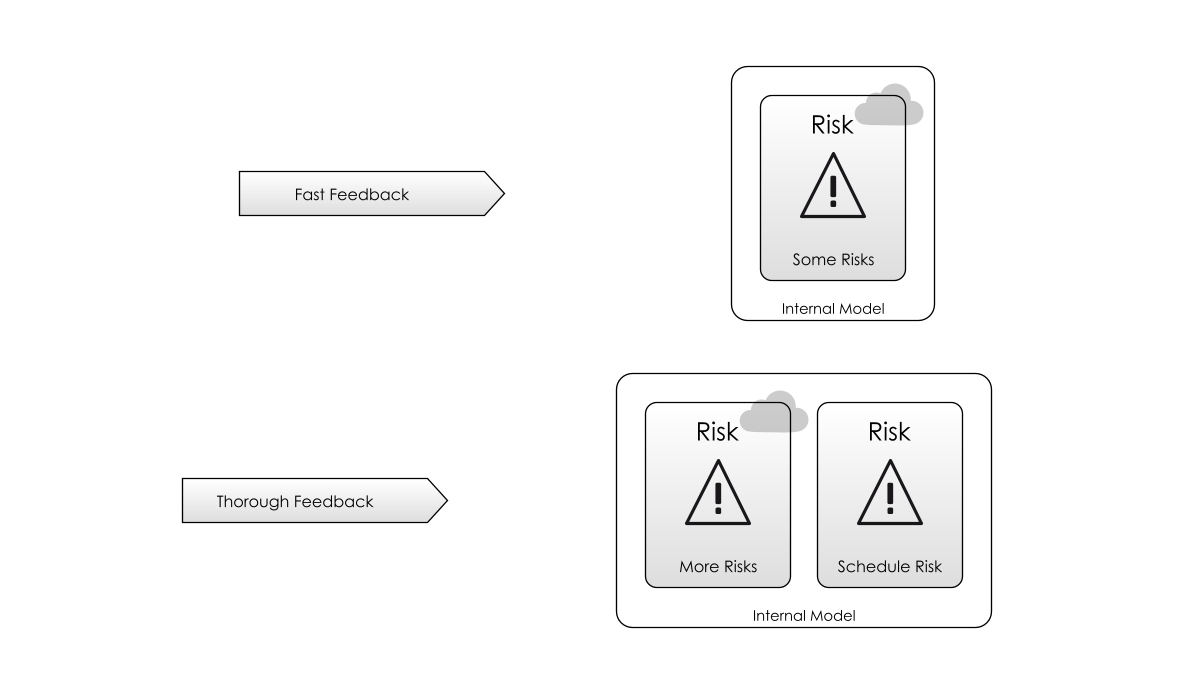 Risk
Fast Feedback
Some Risks
Internal Model
Risk
Risk
Thorough Feedback
More Risks
Schedule Risk
Internal Model